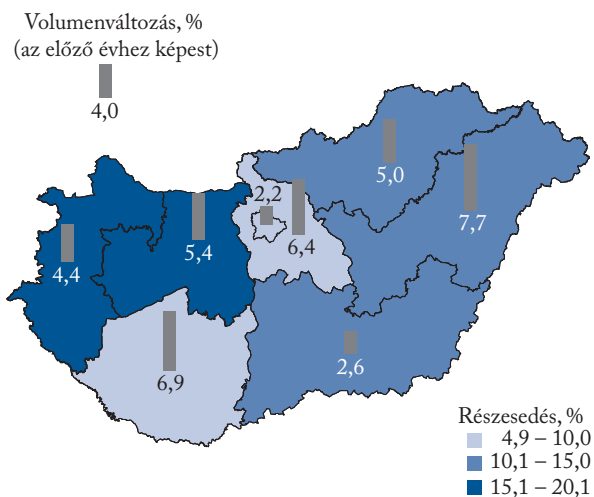 Volumenváltozás, %
(az előző évhez képest)
4,0
5,0
7,7
2,2
6,4
5,4
4,4
6,9
2,6
Részesedés, %
4,9 – 10,0
10,1 – 15,0
15,1 – 20,1